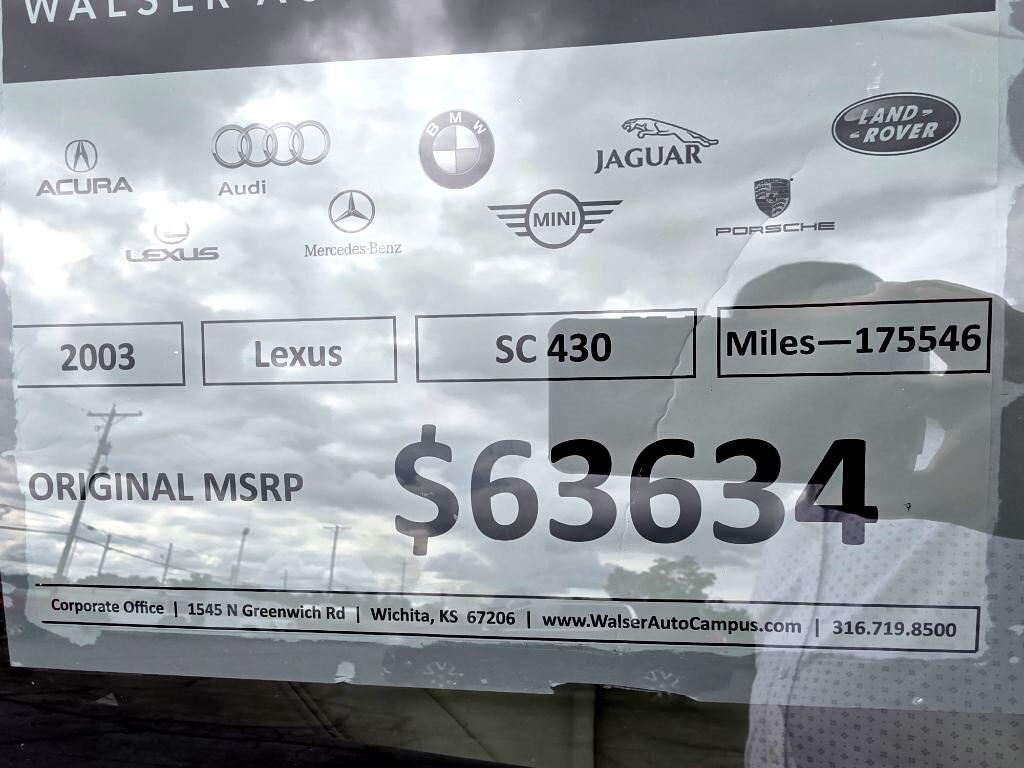 WALSER
ACURA
Audi
BMW
JAGUAR
LAND-
-ROVER
LEXUS
Mercedes-Benz
MINI
PORSCHE
2003 Lexus SC 430 Miles—175546
ORIGINAL MSRP $63634
Corporate Office | 1545 N Greenwich Rd | Wichita, KS 67206 | www.WalserAutoCampus.com | 316.719.8500